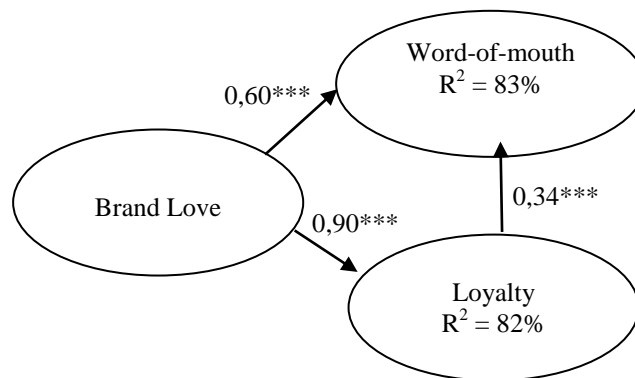 Word-of-mouth
R² = 83%
0,60***
Brand Love
0,90***
0,34***
Loyalty
R² = 82%